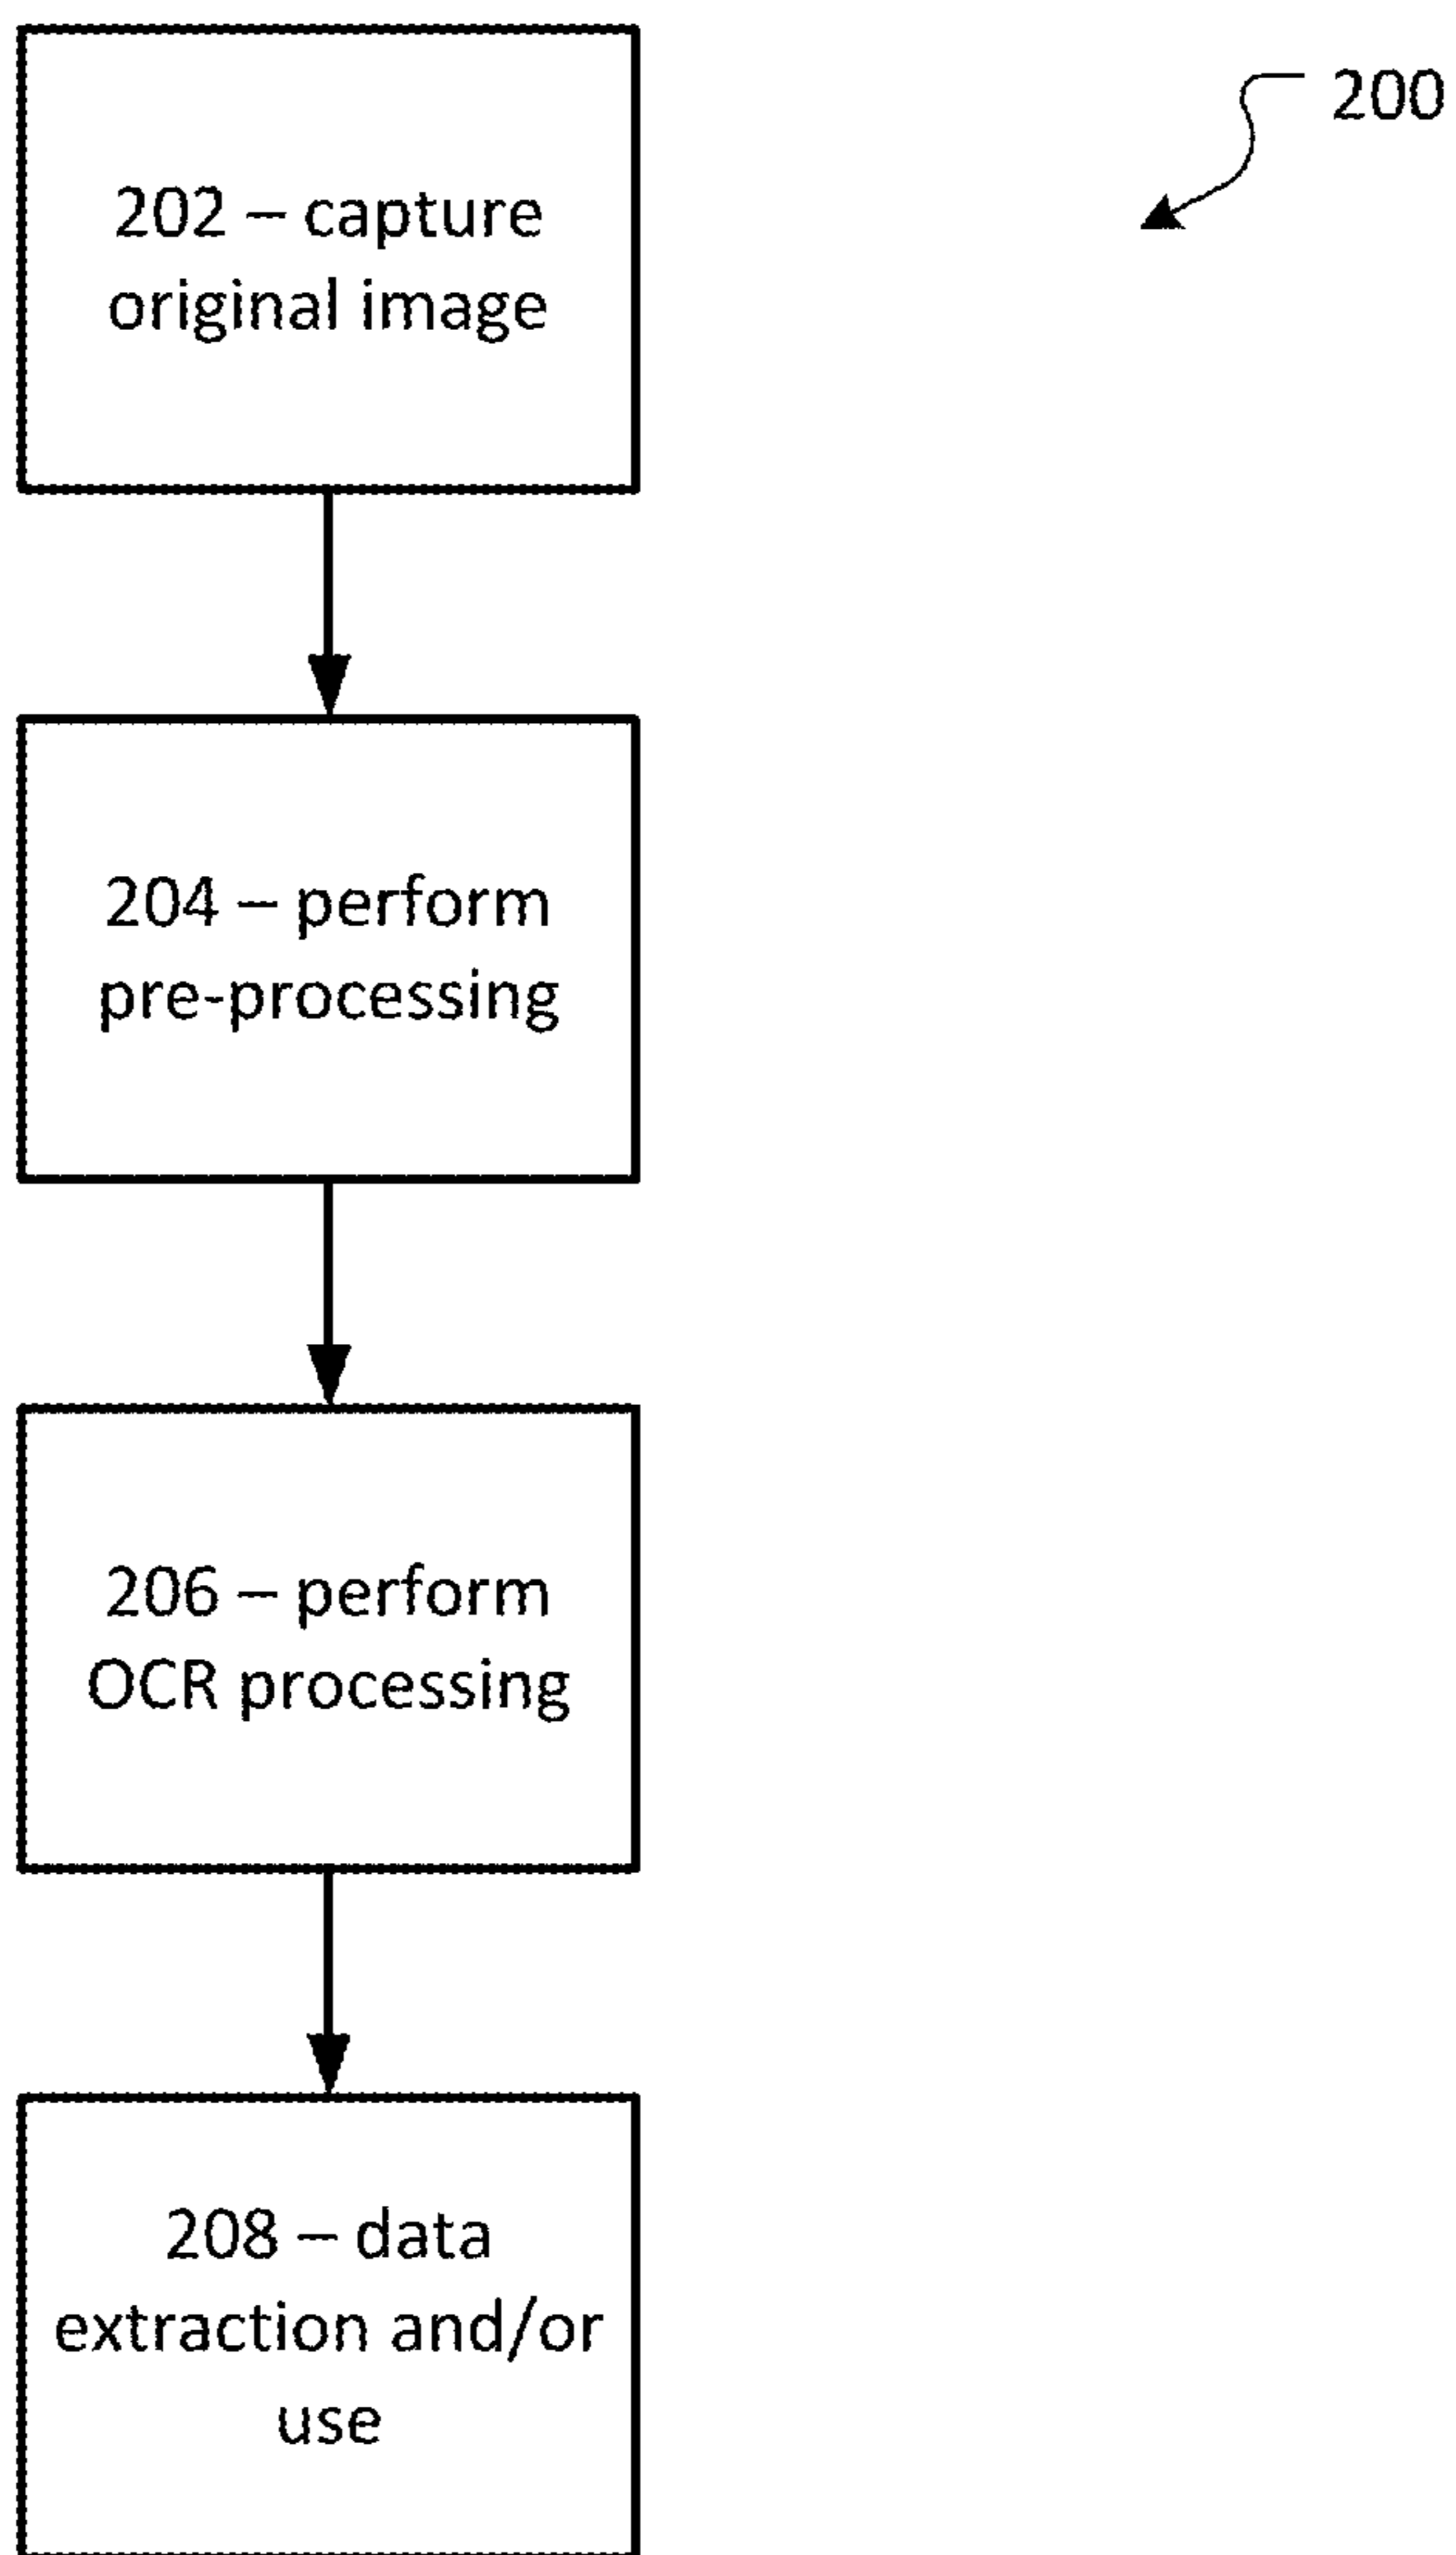 200
202 – capture
original image
204 – perform
pre-processing
206 – perform
OCR processing
208 – data
extraction and/or
use